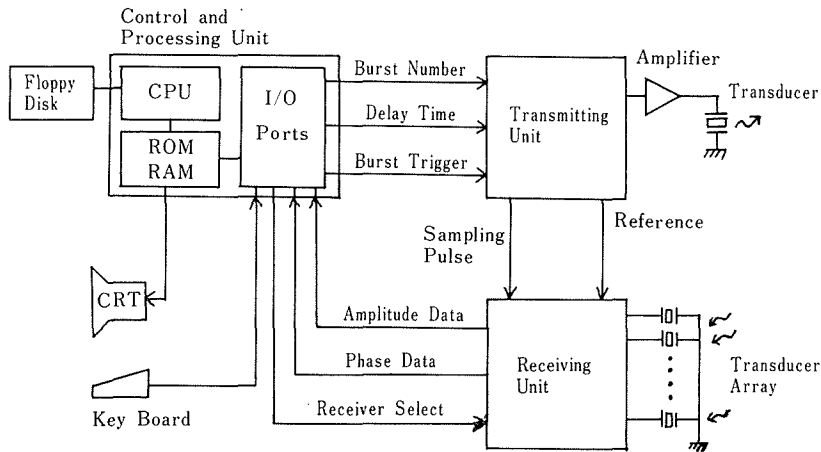 Control and
Processing Unit
Floppy
Disk
CPU
ROM
RAM
I/O
Ports
Burst Number
Delay Time
Burst Trigger
Transmitting
Unit
Amplifier
Transducer
Sampling
Pulse
Reference
CRT
Key Board
Amplitude Data
Phase Data
Receiver Select
Receiving
Unit
Transducer
Array